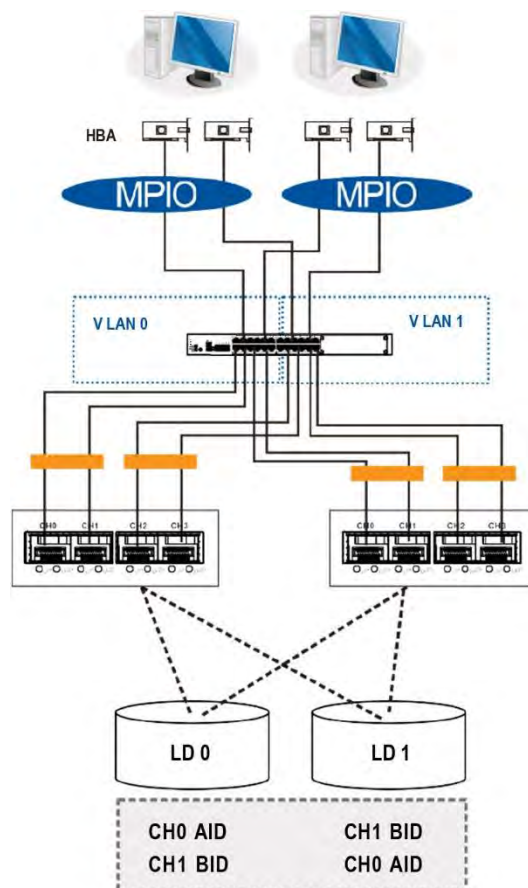 HBA
MPIO MPIO
V LAN 0 V LAN 1
CH0 CH1 CH2 CH3 CH0 CH1 CH2 CH3
LD 0 LD 1
CH0 AID CH1 BID
CH1 BID CH0 AID